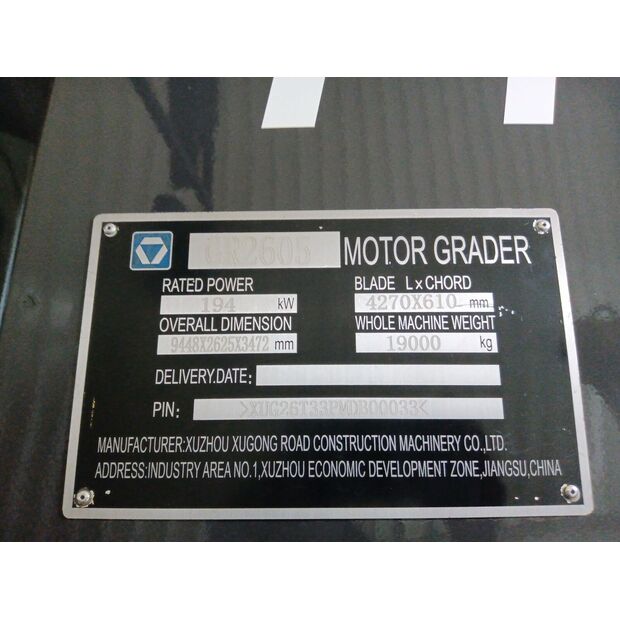 GR2605 MOTOR GRADER
RATED POWER BLADE L x CHORD
194 kW 4270X610 mm
OVERALL DIMENSION WHOLE MACHINE WEIGHT
9448X2625X3472 mm 19000 kg
DELIVERY.DATE:
PIN: >XUG26T33PMDB00033<
MANUFACTURER:XUZHOU XUGONG ROAD CONSTRUCTION MACHINERY CO.,LTD.
ADDRESS:INDUSTRY AREA NO.1,XUZHOU ECONOMIC DEVELOPMENT ZONE,JIANGSU,CHINA